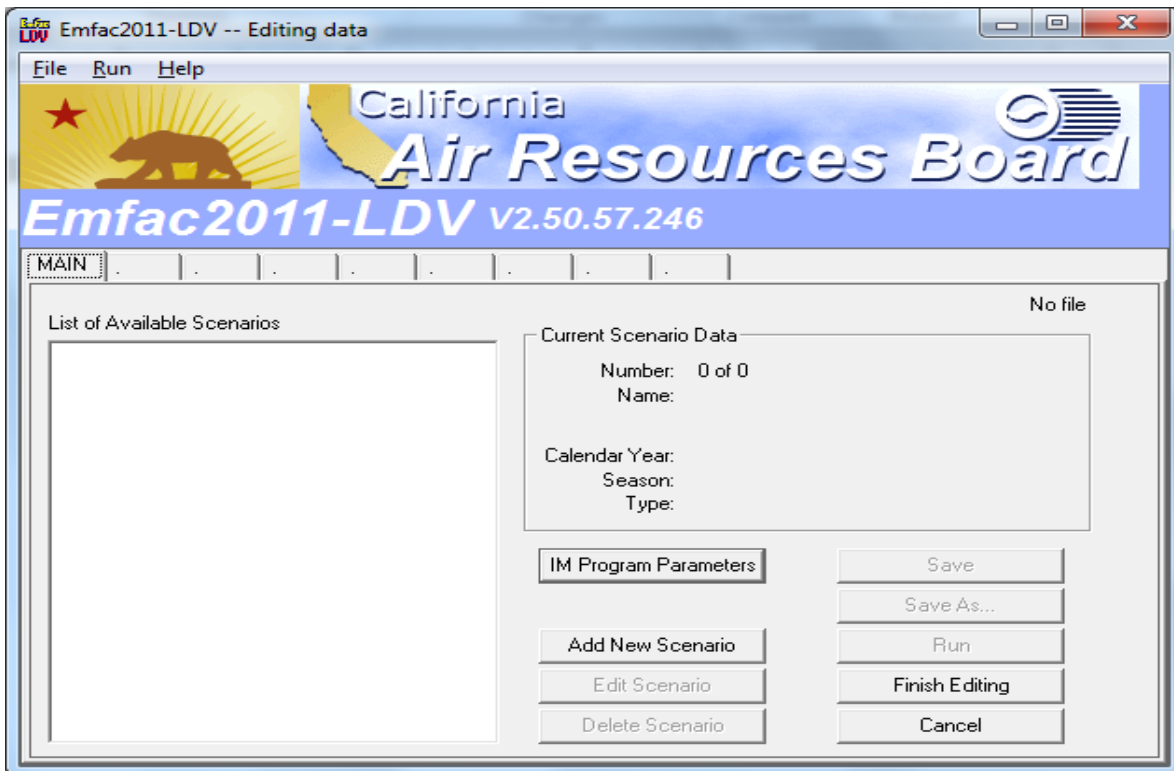 Emfac2011-LDV -- Editing data
File Run Help
California
Air Resources Board
Emfac2011-LDV V2.50.57.246
MAIN . . . . . . . .
No file
List of Available Scenarios
Current Scenario Data
Number: 0 of 0
Name:
Calendar Year:
Season:
Type:
IM Program Parameters
Save
Save As...
Add New Scenario
Run
Edit Scenario
Finish Editing
Delete Scenario
Cancel